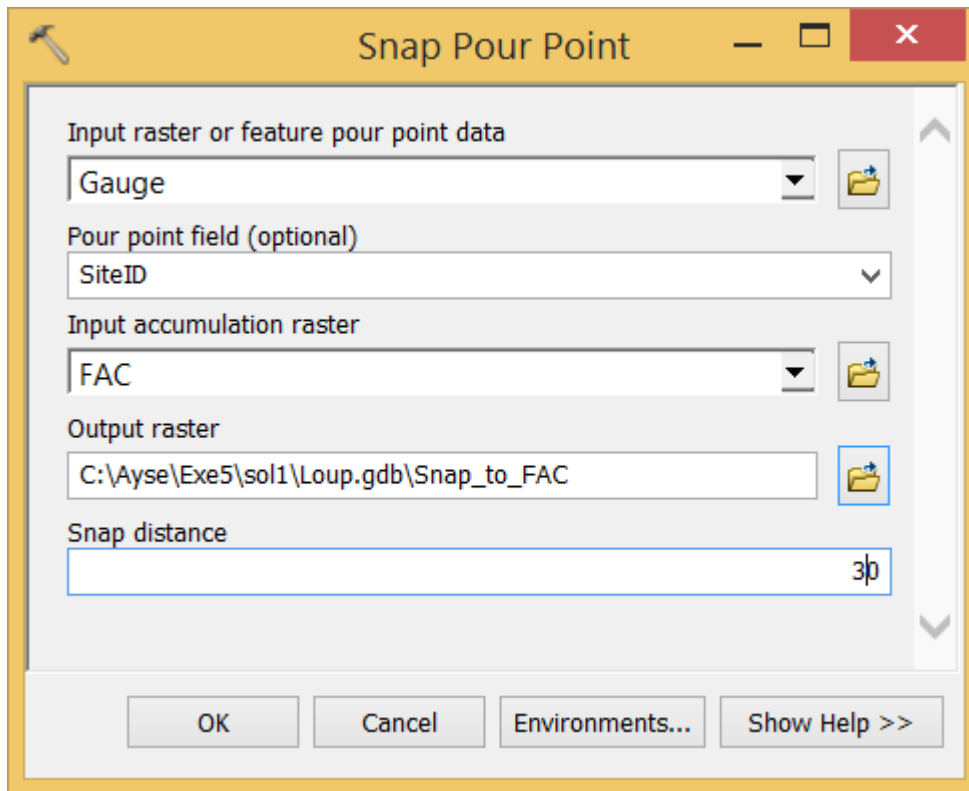 Snap Pour Point
Input raster or feature pour point data
Gauge
Pour point field (optional)
SiteID
Input accumulation raster
FAC
Output raster
C:\Ayse\Exe5\sol1\Loup.gdb\Snap_to_FAC
Snap distance
30
OK Cancel Environments... Show Help >>